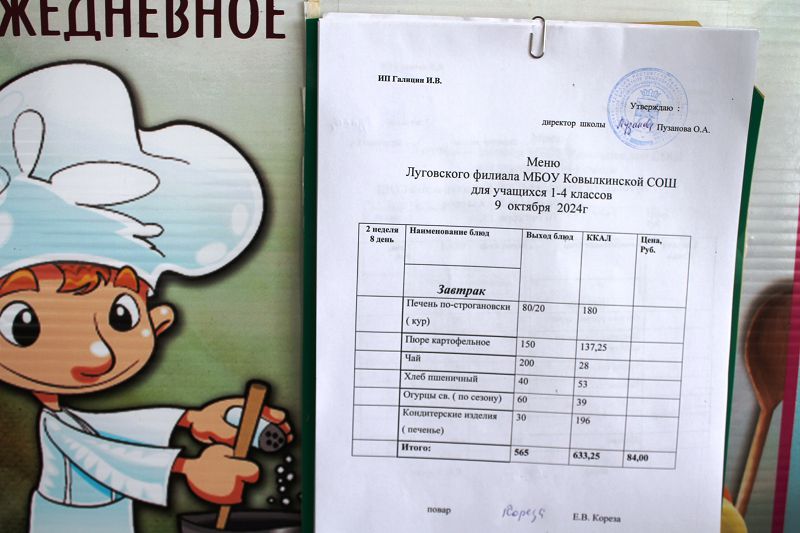 ЖЕДНЕВНОЕ
ИП Галицин И.В.
Утверждаю :
директор школы Пузанова О.А.
Меню
Луговского филиала МБОУ Ковылкинской СОШ
для учащихся 1-4 классов
9 октября 2024г
2 неделя Наименование блюд Выход блюд ККАЛ Цена,
8 день Руб.
Завтрак
Печень по-строгановски 80/20 180
( кур)
Пюре картофельное 150 137,25
Чай 200 28
Хлеб пшеничный 40 53
Огурцы св. ( по сезону) 60 39
Кондитерские изделия 30 196
( печенье)
Итого: 565 633,25 84,00
повар Кореза Е.В. Кореза